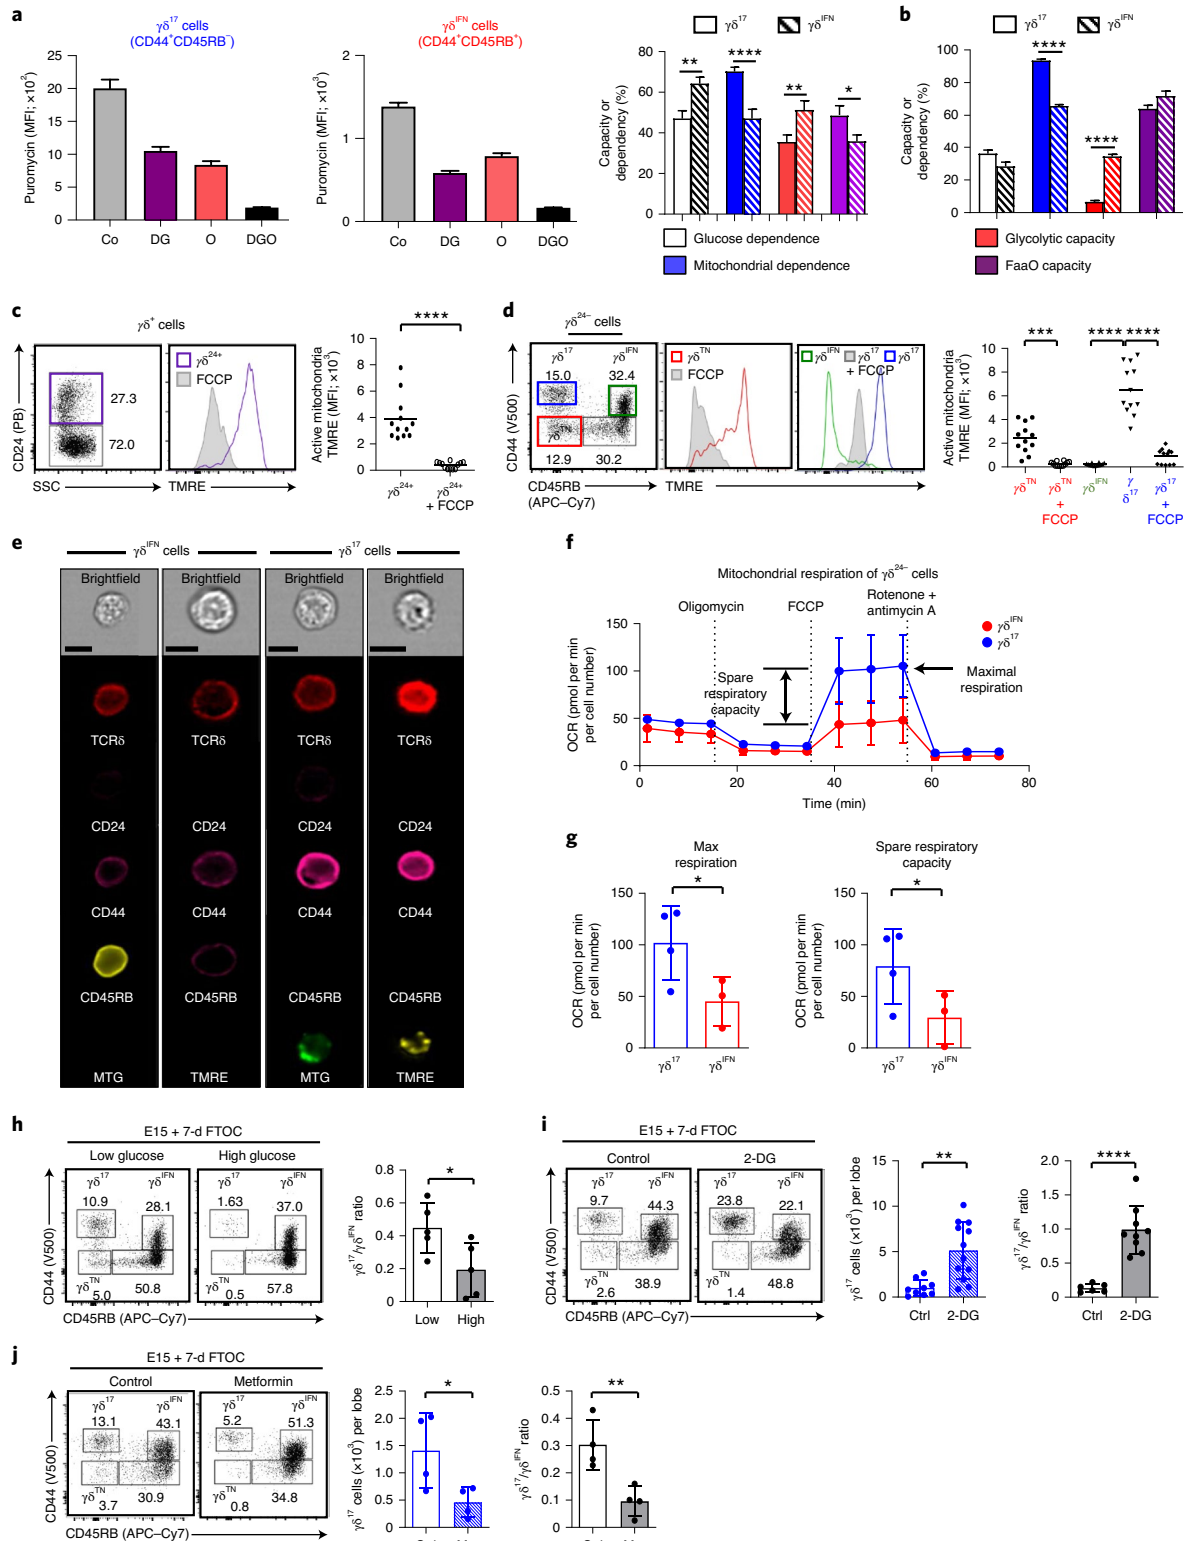 a
γδ17 cells
(CD44+CD45RB−)
Puromycin (MFI; ×10²)
25
20
15
10
5
0
Co DG O DGO
γδIFN cells
(CD44+CD45RB+)
Puromycin (MFI; ×10³)
2
1
0
Co DG O DGO
γδ17 γδIFN
Capacity or
dependency (%)
80
60
40
20
0
** **** ** *
Glucose dependence
Mitochondrial dependence
b
γδ17 γδIFN
Capacity or
dependency (%)
100
80
60
40
20
0
**** ****
Glycolytic capacity
FaaO capacity
c
γδ+ cells
CD24 (PB)
27.3
72.0
SSC
γδ24+
FCCP
TMRE
Active mitochondria
TMRE (MFI; ×10³)
10
8
6
4
2
0
****
γδ24+ γδ24+
+ FCCP
d
γδ24− cells
γδ17 γδIFN
15.0 32.4
γδTN
12.9 30.2
CD44 (V500)
CD45RB
(APC–Cy7)
γδTN
FCCP
TMRE
γδIFN γδ17 γδ17
+ FCCP
Active mitochondria
TMRE (MFI; ×10³)
10
8
6
4
2
0
*** **** ****
γδTN γδTN
+
FCCP
γδIFN
γ
δ17
γδ17
+
FCCP
e
γδIFN cells γδ17 cells
Brightfield Brightfield Brightfield Brightfield
TCRδ TCRδ TCRδ TCRδ
CD24 CD24 CD24 CD24
CD44 CD44 CD44 CD44
CD45RB CD45RB CD45RB CD45RB
MTG TMRE MTG TMRE
f
Mitochondrial respiration of γδ24− cells
Oligomycin FCCP Rotenone +
antimycin A
γδIFN
γδ17
OCR (pmol per min
per cell number)
150
100
50
0
Spare
respiratory
capacity
Maximal
respiration
0 20 40 60 80
Time (min)
g
Max
respiration
*
OCR (pmol per min
per cell number)
150
100
50
0
γδ17 γδIFN
Spare respiratory
capacity
*
OCR (pmol per min
per cell number)
150
100
50
0
γδ17 γδIFN
h
E15 + 7-d FTOC
Low glucose High glucose
γδ17 γδIFN
10.9 28.1
1.63 37.0
γδTN
5.0 50.8
0.5 57.8
CD44 (V500)
CD45RB (APC–Cy7)
γδ17/γδIFN ratio
0.8
0.6
0.4
0.2
0
*
Low High
i
E15 + 7-d FTOC
Control 2-DG
γδ17 γδIFN γδ17 γδIFN
9.7 44.3 23.8 22.1
γδTN γδTN
2.6 38.9 1.4 48.8
CD44 (V500)
CD45RB (APC–Cy7)
γδ17 cells (×10³) per lobe
15
10
5
0
**
Ctrl 2-DG
γδ17/γδIFN ratio
2.0
1.5
1.0
0.5
0
****
Ctrl 2-DG
j
E15 + 7-d FTOC
Control Metformin
γδ17 γδIFN γδ17 γδIFN
13.1 43.1 5.2 51.3
γδTN γδTN
3.7 30.9 0.8 34.8
CD44 (V500)
CD45RB (APC–Cy7)
γδ17 cells (×10³) per lobe
2.5
2.0
1.5
1.0
0.5
0
*
γδ17/γδIFN ratio
0.5
0.4
0.3
0.2
0.1
0
**